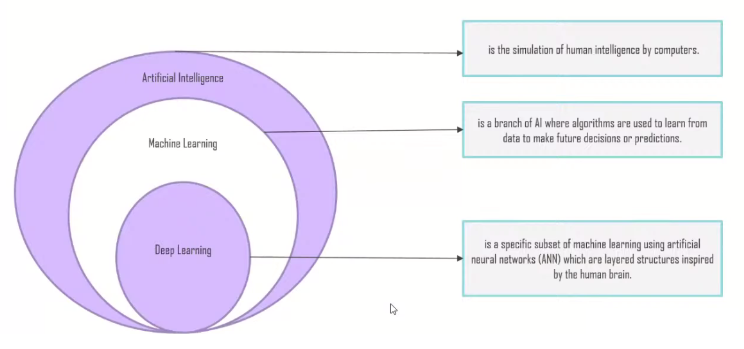 Artificial Intelligence
Machine Learning
Deep Learning
is the simulation of human intelligence by computers.
is a branch of AI where algorithms are used to learn from
data to make future decisions or predictions.
is a specific subset of machine learning using artificial
neural networks (ANN) which are layered structures inspired
by the human brain.